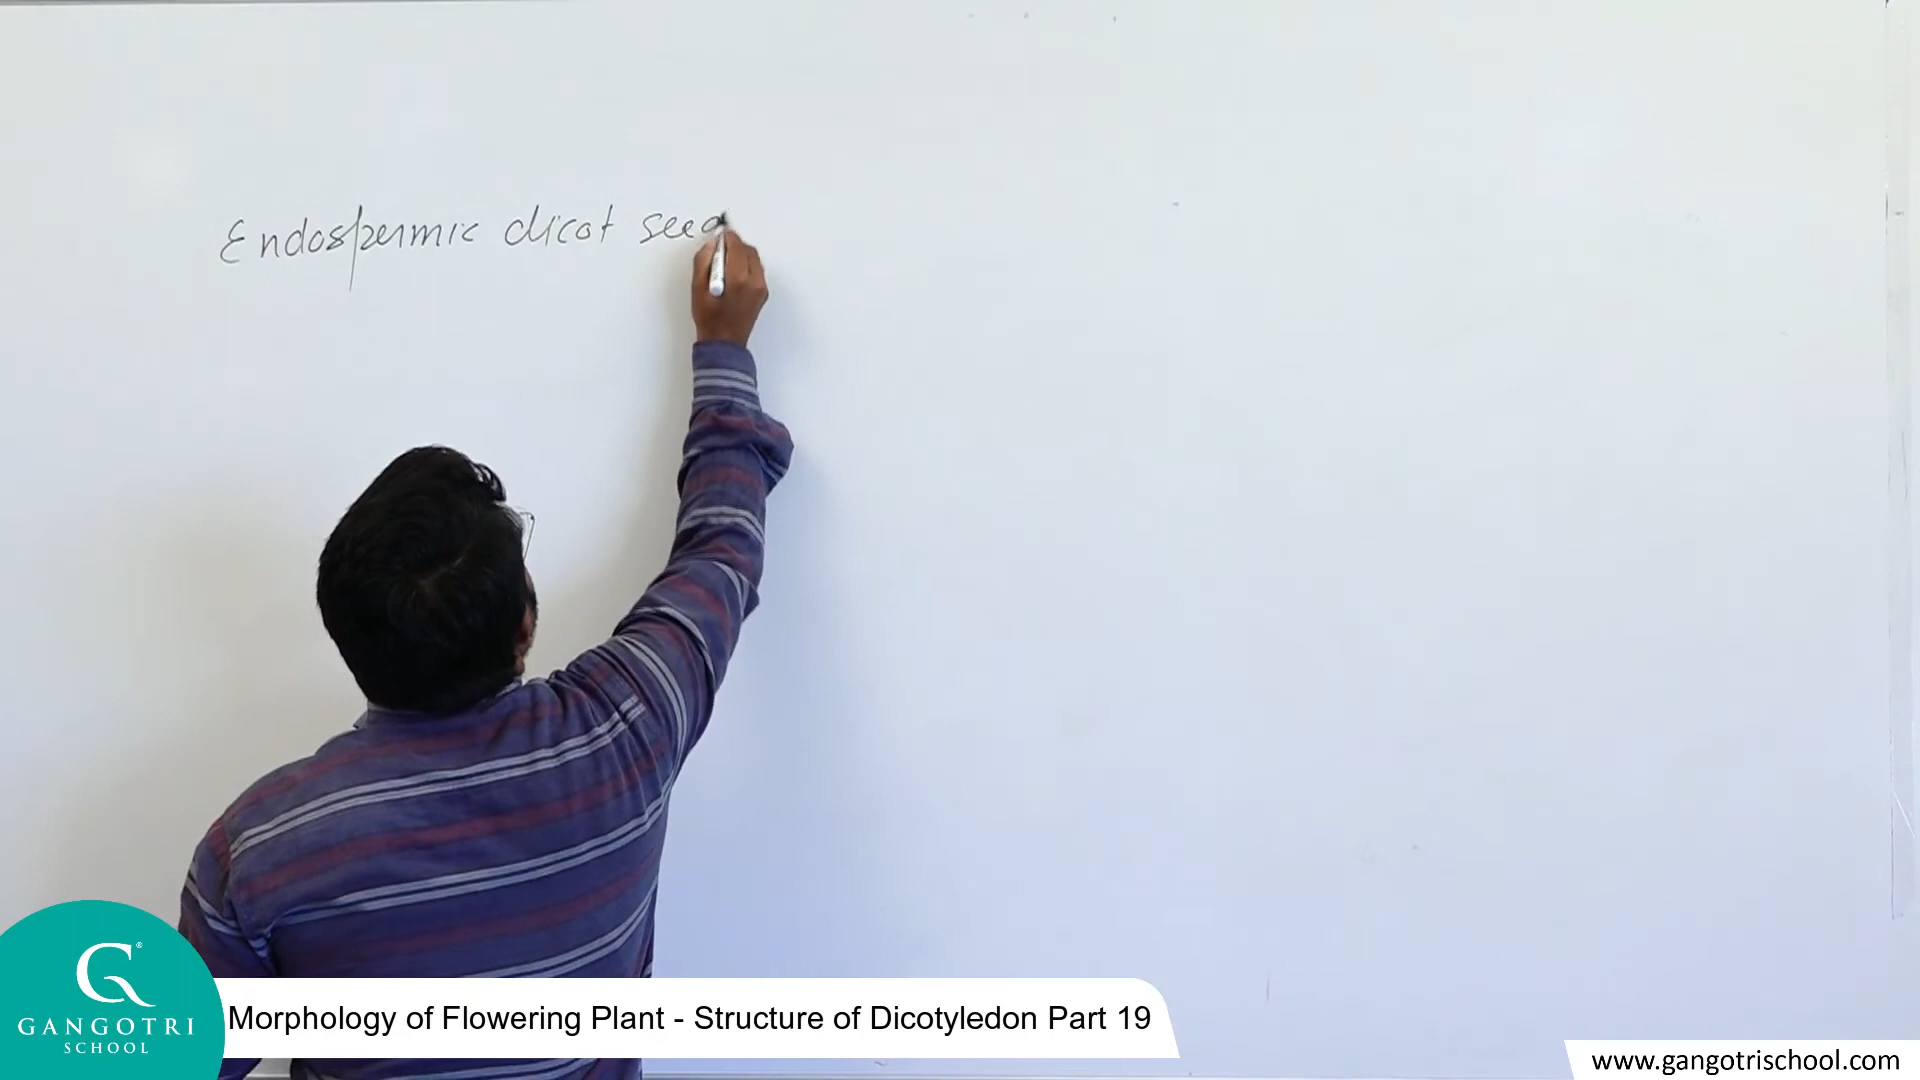 Endospermic dicot seed
G®
GANGOTRI
SCHOOL
Morphology of Flowering Plant - Structure of Dicotyledon Part 19
www.gangotrischool.com